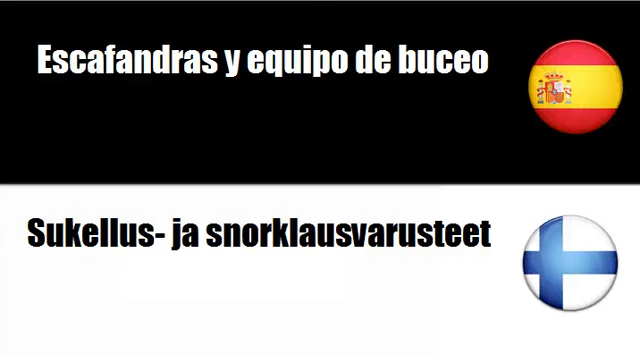 Escafandras y equipo de buceo
Sukellus- ja snorklausvarusteet